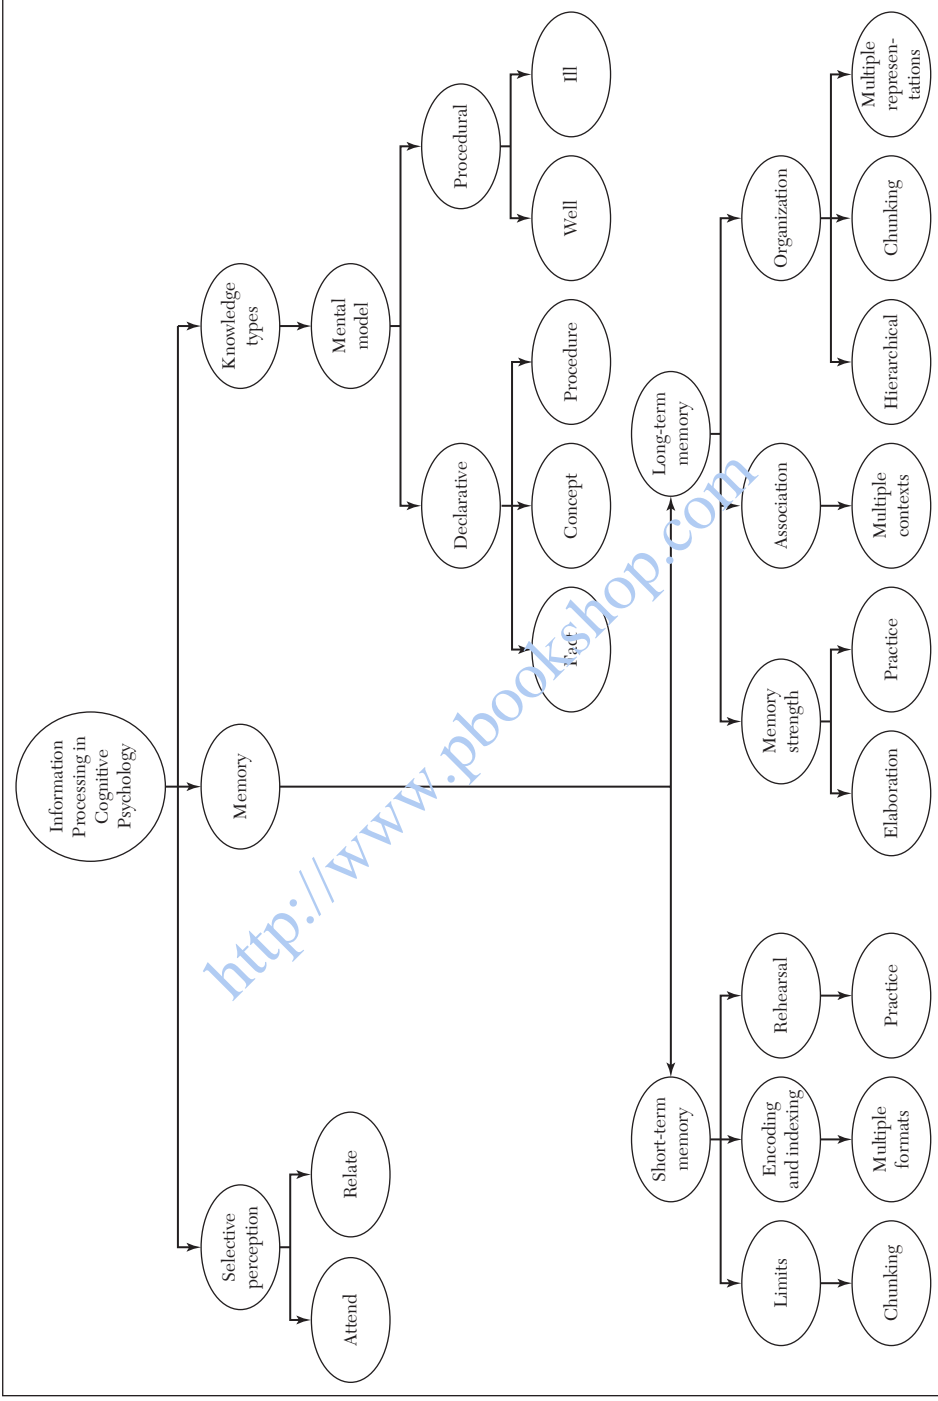 Information
Processing in
Cognitive
Psychology
Selective
perception
Memory
Knowledge
types
Attend
Relate
Mental
model
Declarative
Procedural
Fact
Concept
Procedure
Well
Ill
Short-term
memory
Long-term
memory
Limits
Encoding
and indexing
Rehearsal
Memory
strength
Association
Organization
Chunking
Multiple
formats
Practice
Elaboration
Practice
Multiple
contexts
Hierarchical
Chunking
Multiple
represen-
tations
http://www.pbookshop.com